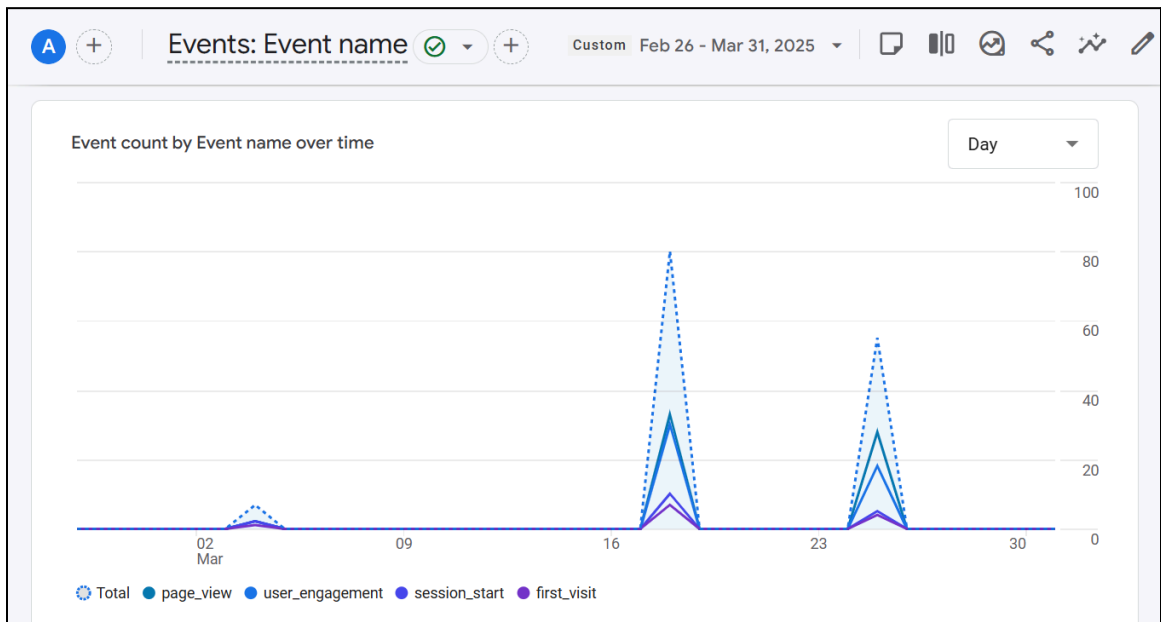 A
Events: Event name
Custom Feb 26 - Mar 31, 2025
Event count by Event name over time
Day
100
80
60
40
20
0
02 09 16 23 30
Mar
Total page_view user_engagement session_start first_visit